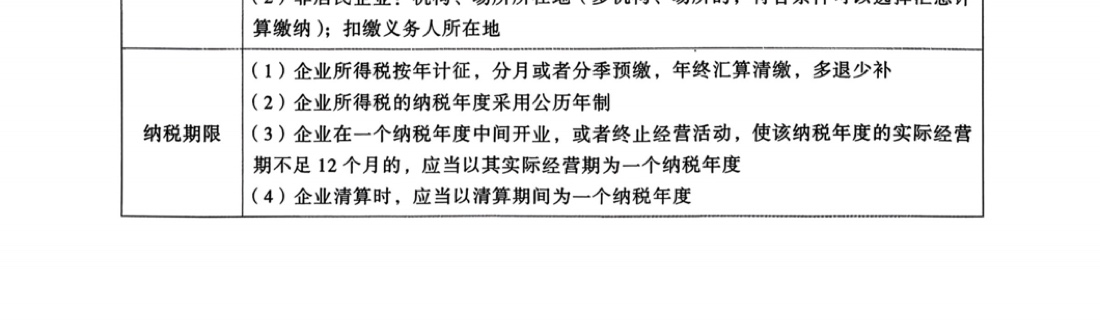 算缴纳）；扣缴义务人所在地
纳税期限
（1）企业所得税按年计征，分月或者分季预缴，年终汇算清缴，多退少补
（2）企业所得税的纳税年度采用公历年制
（3）企业在一个纳税年度中间开业，或者终止经营活动，使该纳税年度的实际经营
期不足 12 个月的，应当以其实际经营期为一个纳税年度
（4）企业清算时，应当以清算期间为一个纳税年度